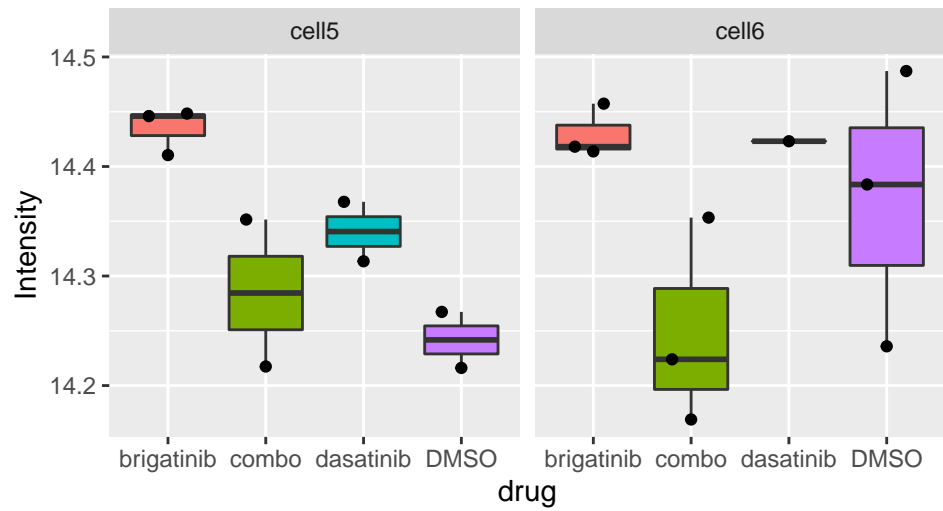 cell5 cell6
14.5
14.4
14.3
14.2
Intensity
brigatinib combo dasatinib DMSO brigatinib combo dasatinib DMSO
drug